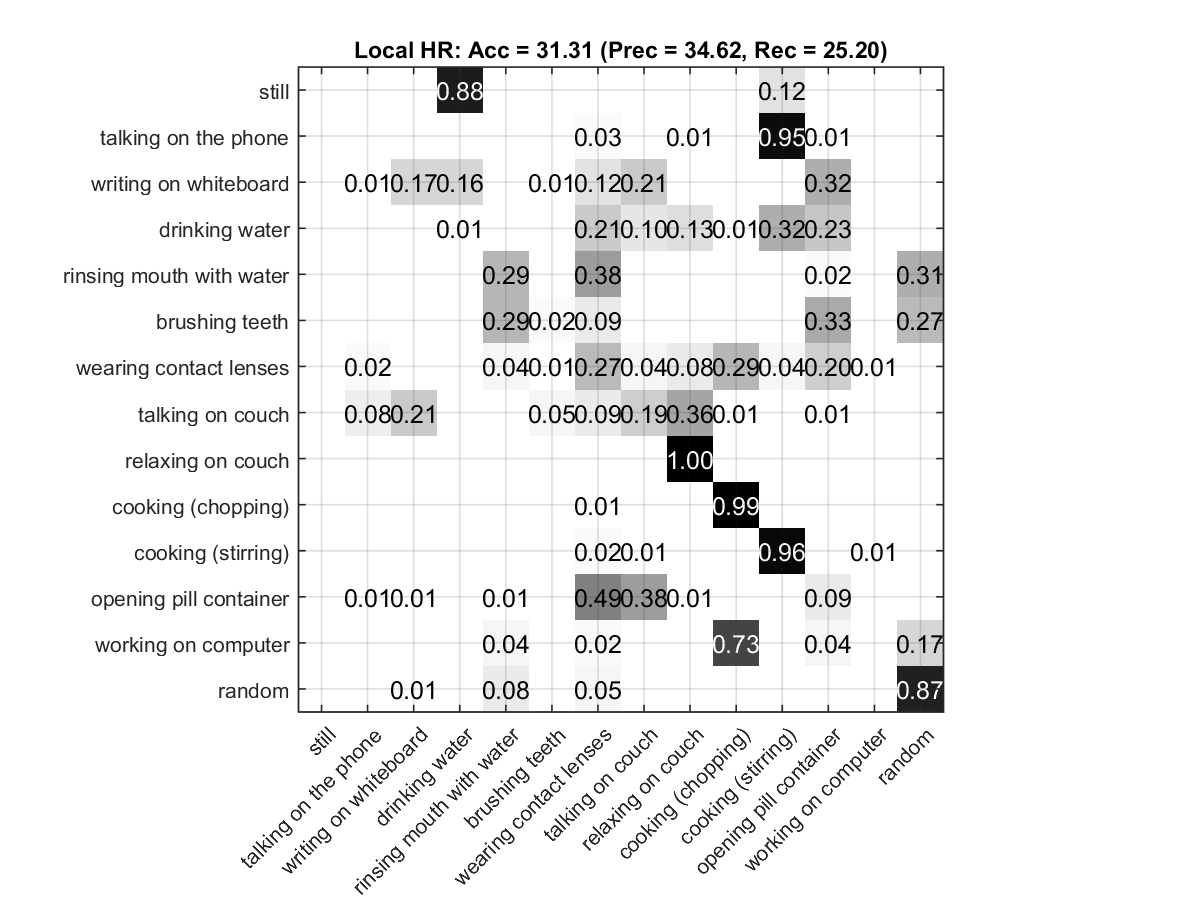 Local HR: Acc = 31.31 (Prec = 34.62, Rec = 25.20)
still 0.88 0.12
talking on the phone 0.03 0.01 0.95 0.01
writing on whiteboard 0.01 0.17 0.16 0.01 0.12 0.21 0.32
drinking water 0.01 0.21 0.10 0.13 0.01 0.32 0.23
rinsing mouth with water 0.29 0.38 0.02 0.31
brushing teeth 0.29 0.02 0.09 0.33 0.27
wearing contact lenses 0.02 0.04 0.01 0.27 0.04 0.08 0.29 0.04 0.20 0.01
talking on couch 0.08 0.21 0.05 0.09 0.19 0.36 0.01 0.01
relaxing on couch 1.00
cooking (chopping) 0.01 0.99
cooking (stirring) 0.02 0.01 0.96 0.01
opening pill container 0.01 0.01 0.01 0.49 0.38 0.01 0.09
working on computer 0.04 0.02 0.73 0.04 0.17
random 0.01 0.08 0.05 0.87
still
talking on the phone
writing on whiteboard
drinking water
rinsing mouth with water
brushing teeth
wearing contact lenses
talking on couch
relaxing on couch
cooking (chopping)
cooking (stirring)
opening pill container
working on computer
random